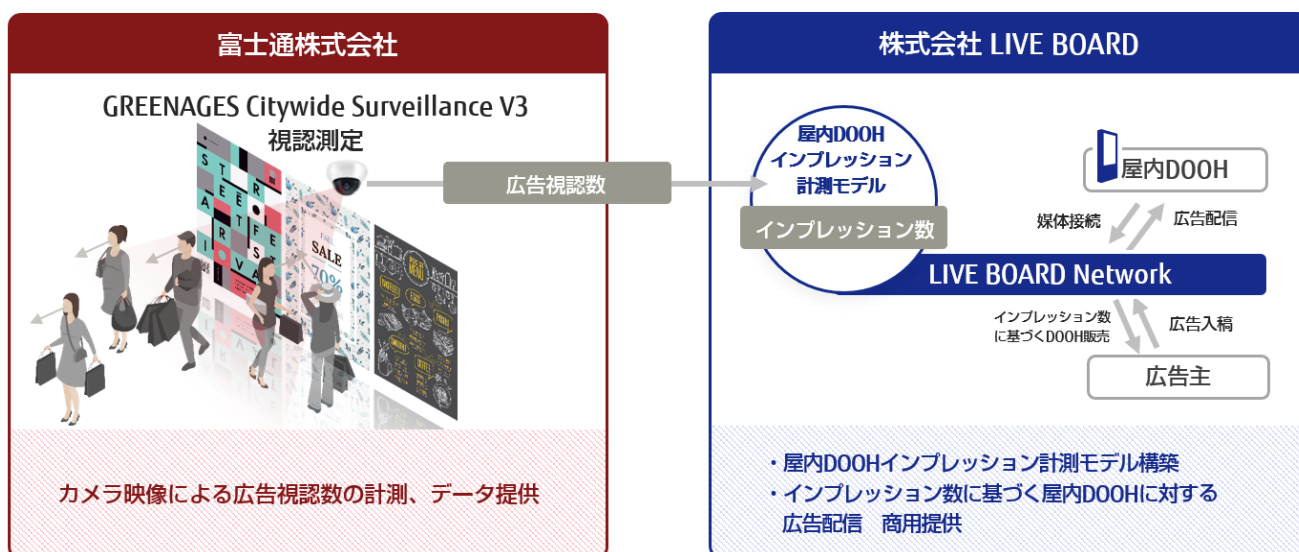 富士通株式会社
GREENAGES Citywide Surveillance V3
視認測定
STREET
ART
FESTIVAL
SALE
70%
MENU
広告視認数
カメラ映像による広告視認数の計測、データ提供
株式会社 LIVE BOARD
屋内DOOH
インプレッション
計測モデル
インプレッション数
屋内DOOH
媒体接続
広告配信
LIVE BOARD Network
インプレッション数
に基づくDOOH販売
広告入稿
広告主
・屋内DOOHインプレッション計測モデル構築
・インプレッション数に基づく屋内DOOHに対する
広告配信　商用提供